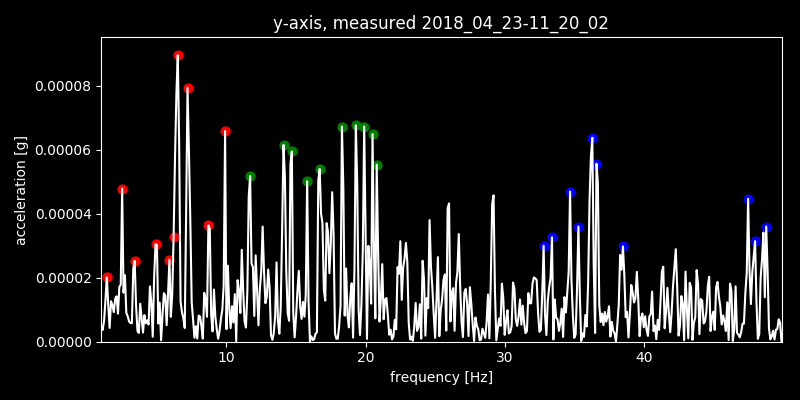 y-axis, measured 2018_04_23-11_20_02
0.00008
0.00006
0.00004
0.00002
0.00000
acceleration [g]
10 20 30 40
frequency [Hz]